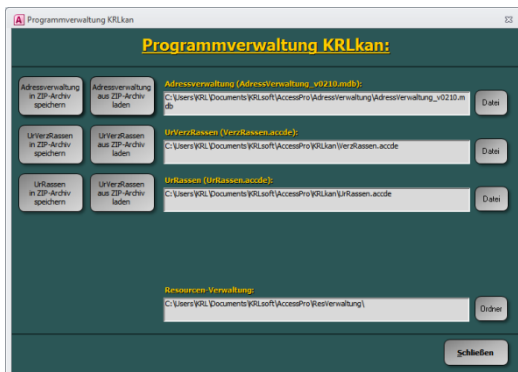 Programmverwaltung KRLkan
Programmverwaltung KRLkan:
Adressverwaltung
in ZIP-Archiv
speichern
Adressverwaltung
aus ZIP-Archiv
laden
Adressverwaltung (AdressVerwaltung_v0210.mdb):
C:\Users\KRL\Documents\KRLsoft\AccessPro\AdressVerwaltung\AdressVerwaltung_v0210.m
db
Datei
UrVerzRassen
in ZIP-Archiv
speichern
UrVerzRassen
aus ZIP-Archiv
laden
UrVerzRassen (VerzRassen.accde):
C:\Users\KRL\Documents\KRLsoft\AccessPro\KRLkan\VerzRassen.accde
Datei
UrRassen
in ZIP-Archiv
speichern
UrVerzRassen
aus ZIP-Archiv
laden
UrRassen (UrRassen.accde):
C:\Users\KRL\Documents\KRLsoft\AccessPro\KRLkan\UrRassen.accde
Datei
Resourcen-Verwaltung:
C:\Users\KRL\Documents\KRLsoft\AccessPro\ResVerwaltung\
Ordner
Schließen